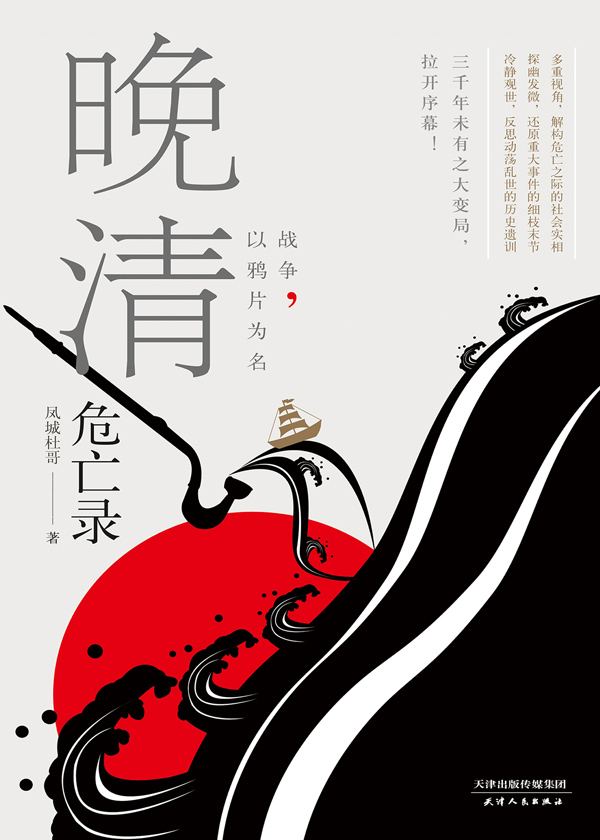 晚清
危亡录
凤城杜哥——著
战争，
以鸦片为名
三千年未有之大变局，
拉开序幕！
多重视角，解构危亡之际的社会实相
探幽发微，还原重大事件的细枝末节
冷静观世，反思动荡乱世的历史遗训
天津出版传媒集团
天津人民出版社